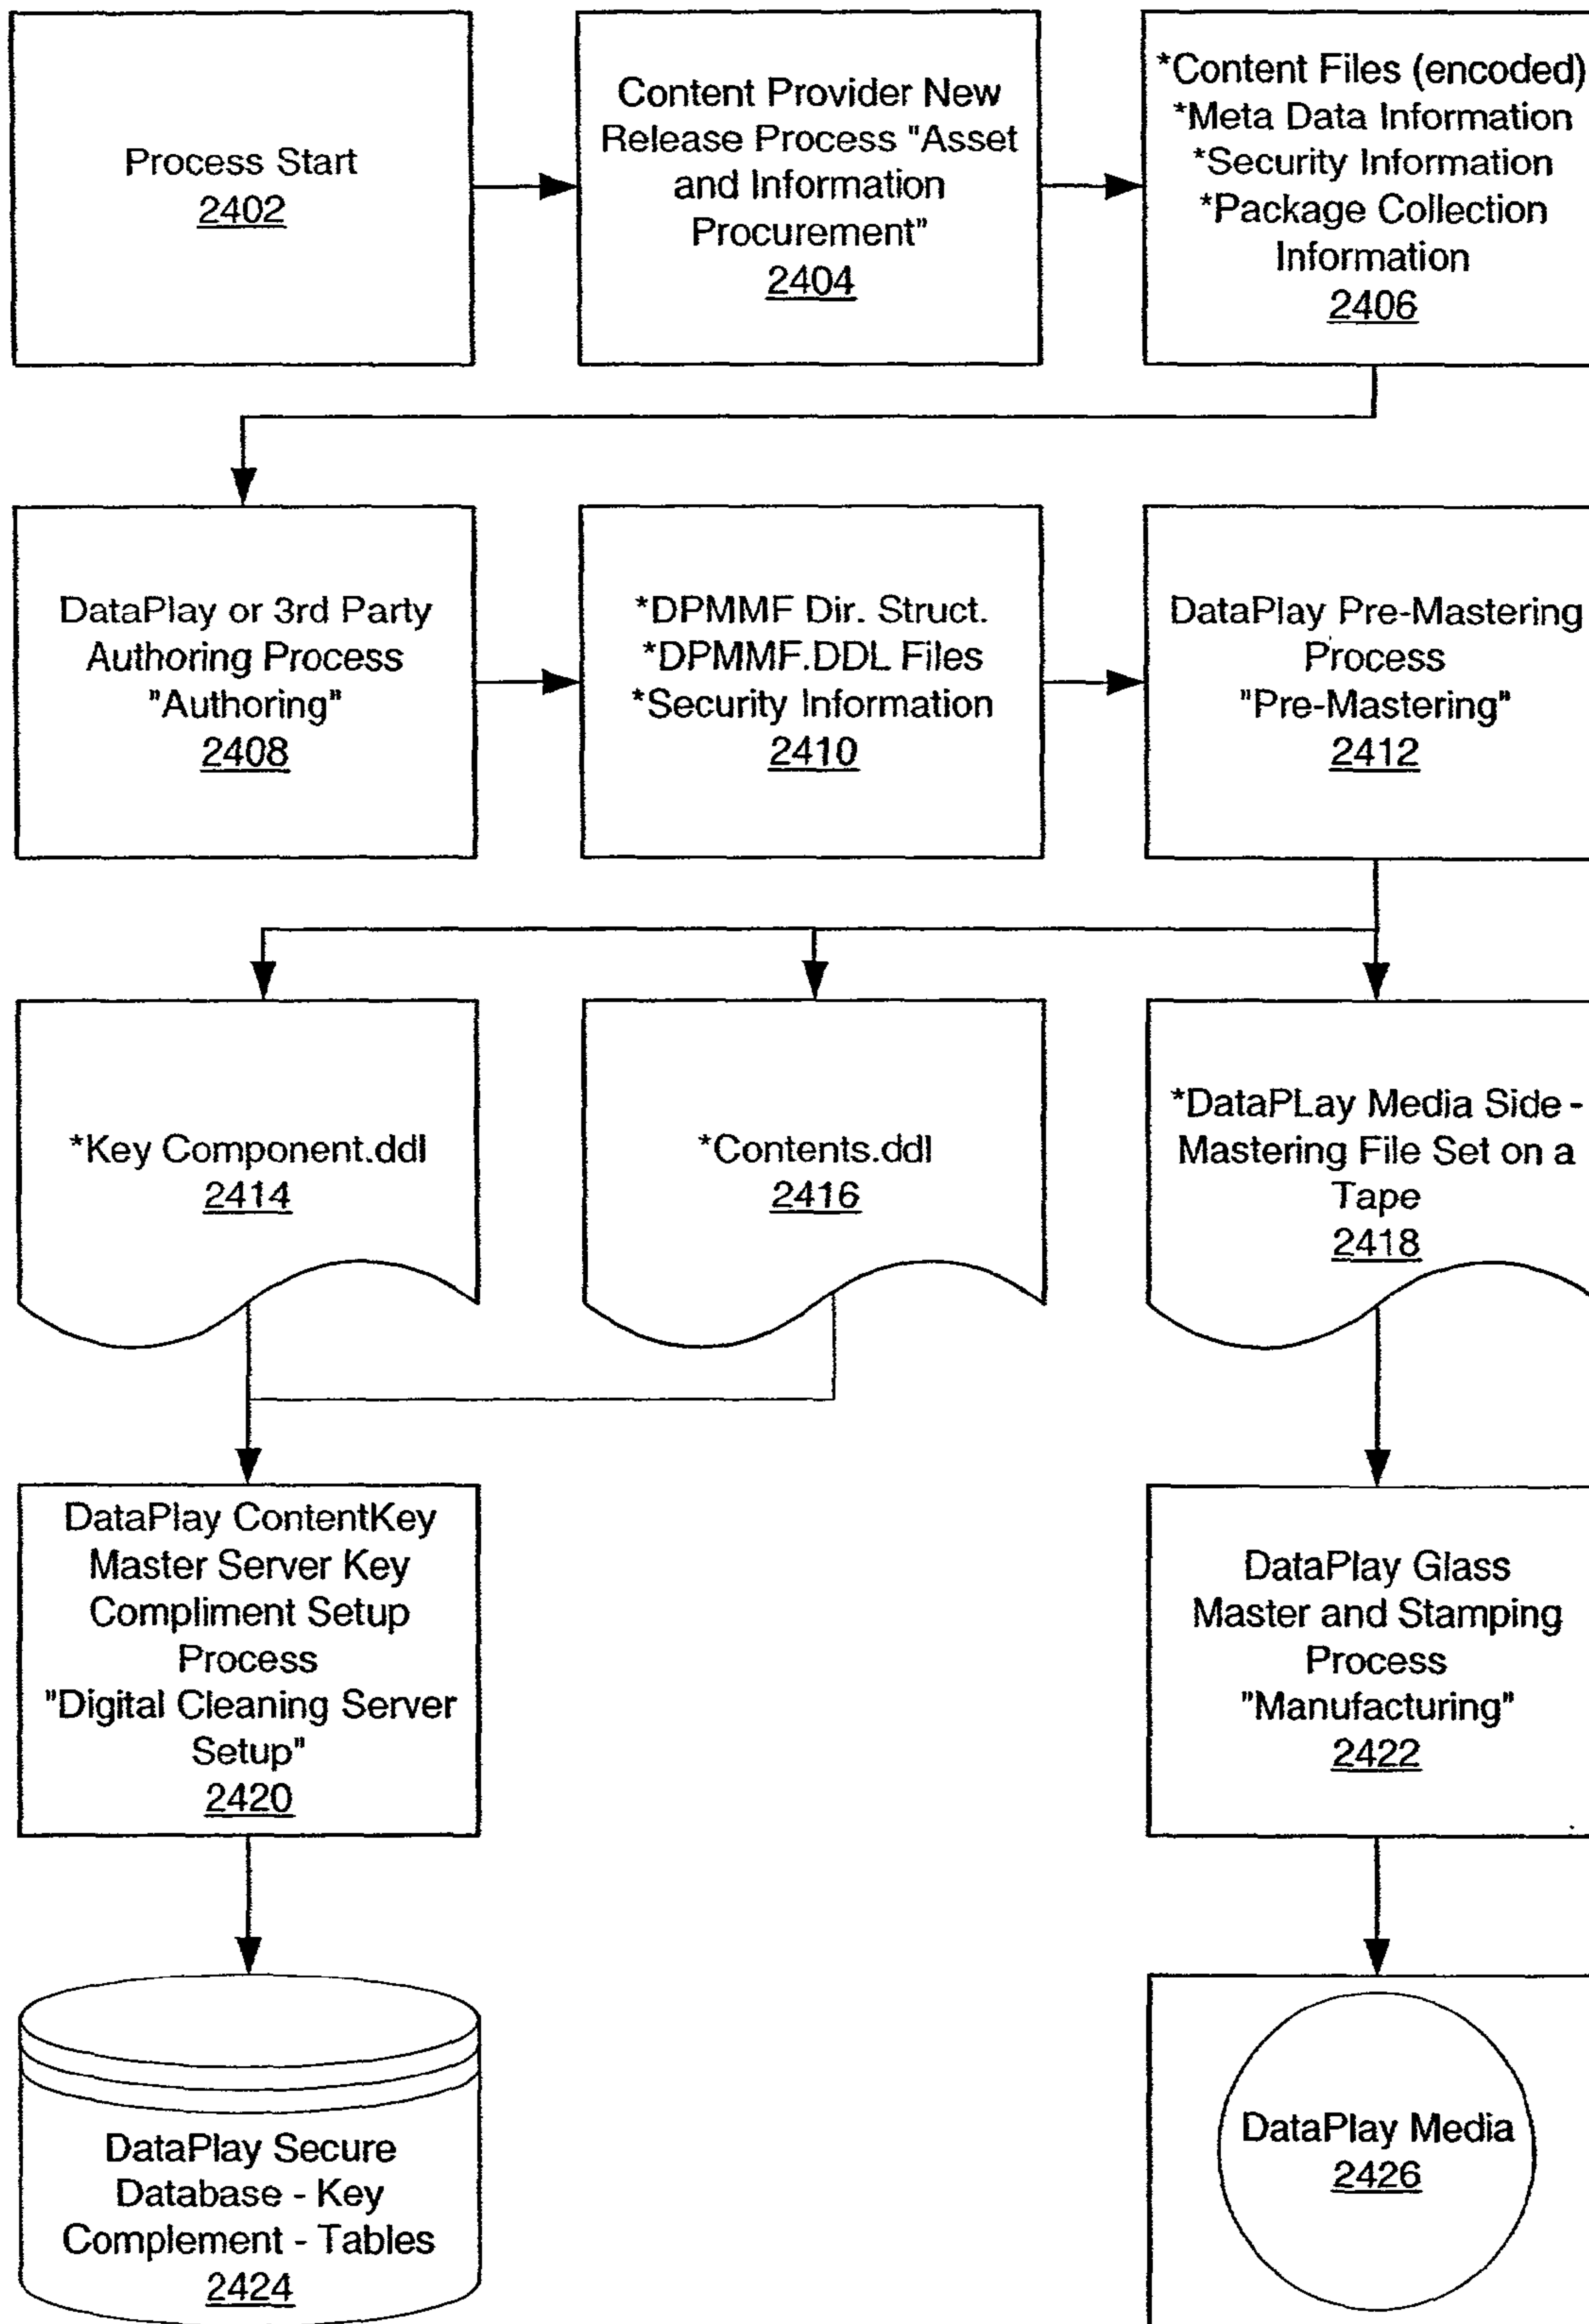 Process Start
2402
Content Provider New
Release Process "Asset
and Information
Procurement"
2404
*Content Files (encoded)
*Meta Data Information
*Security Information
*Package Collection
Information
2406
DataPlay or 3rd Party
Authoring Process
"Authoring"
2408
*DPMMF Dir. Struct.
*DPMMF.DDL Files
*Security Information
2410
DataPlay Pre-Mastering
Process
"Pre-Mastering"
2412
*Key Component.ddl
2414
*Contents.ddl
2416
*DataPLay Media Side -
Mastering File Set on a
Tape
2418
DataPlay ContentKey
Master Server Key
Compliment Setup
Process
"Digital Cleaning Server
Setup"
2420
DataPlay Glass
Master and Stamping
Process
"Manufacturing"
2422
DataPlay Secure
Database - Key
Complement - Tables
2424
DataPlay Media
2426